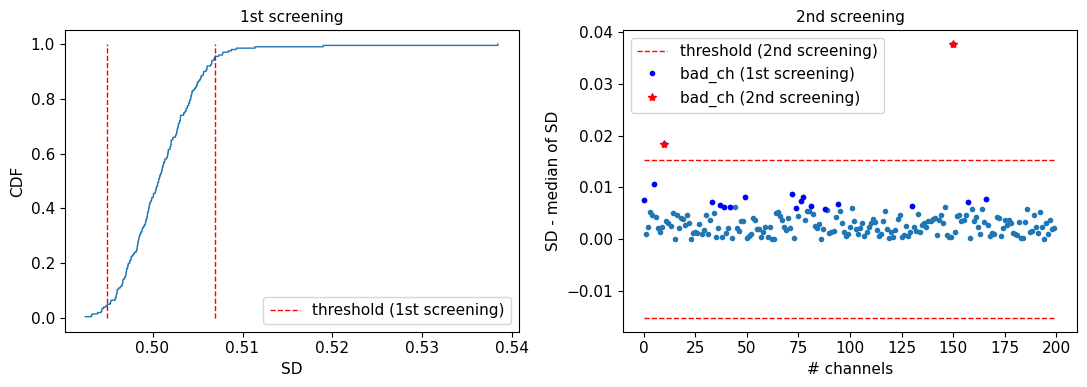 1st screening
CDF
1.0
0.8
0.6
0.4
0.2
0.0
threshold (1st screening)
0.50 0.51 0.52 0.53 0.54
SD
2nd screening
SD - median of SD
0.04
0.03
0.02
0.01
0.00
−0.01
threshold (2nd screening)
bad_ch (1st screening)
bad_ch (2nd screening)
0 25 50 75 100 125 150 175 200
# channels